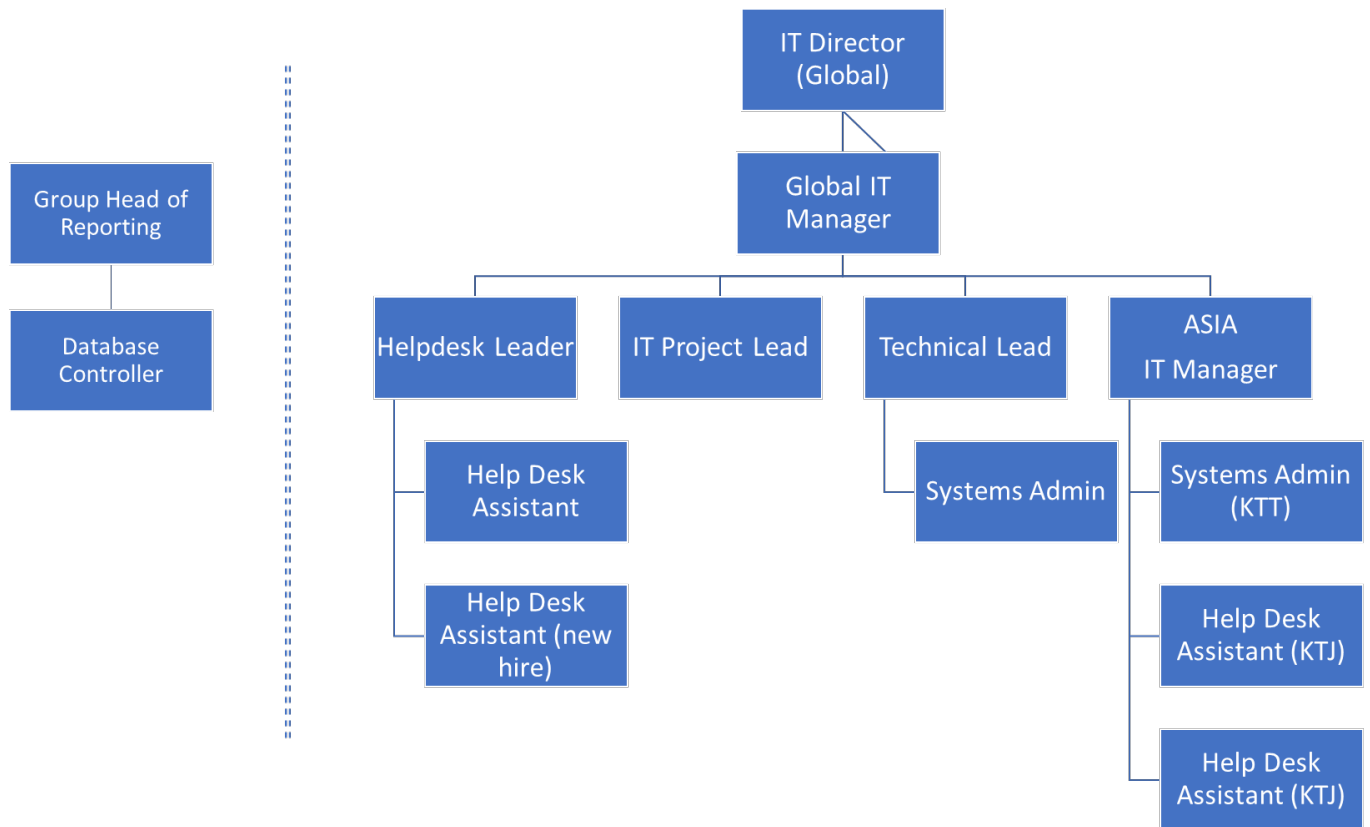 IT Director
(Global)
Group Head of
Reporting
Global IT
Manager
Database
Controller
Helpdesk Leader
IT Project Lead
Technical Lead
ASIA
IT Manager
Help Desk
Assistant
Systems Admin
Systems Admin
(KTT)
Help Desk
Assistant (new
hire)
Help Desk
Assistant (KTJ)
Help Desk
Assistant (KTJ)